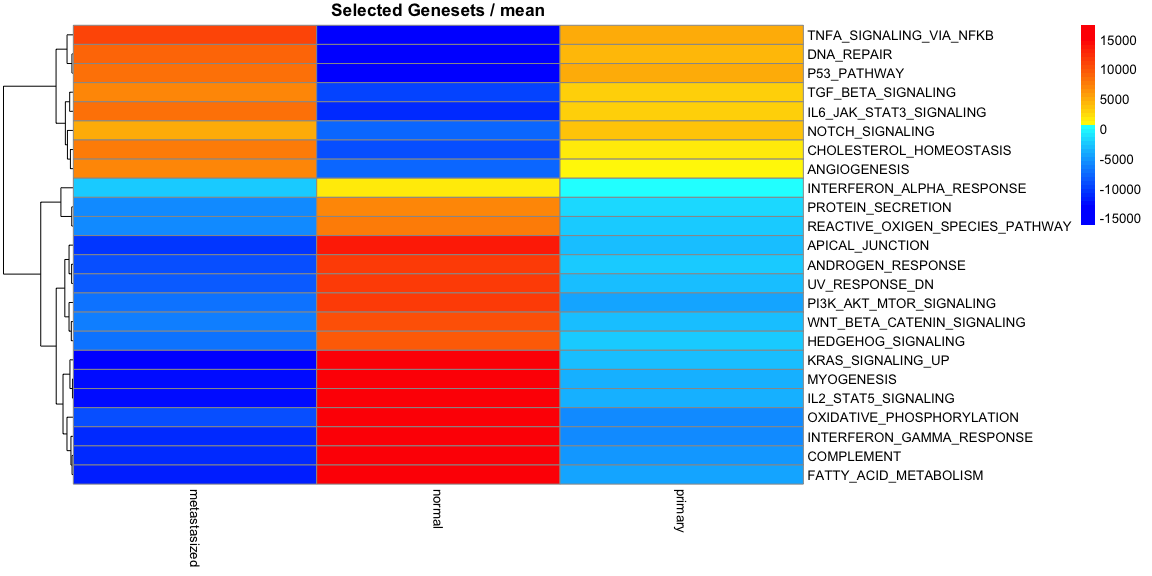 Selected Genesets / mean
TNFA_SIGNALING_VIA_NFKB
DNA_REPAIR
P53_PATHWAY
TGF_BETA_SIGNALING
IL6_JAK_STAT3_SIGNALING
NOTCH_SIGNALING
CHOLESTEROL_HOMEOSTASIS
ANGIOGENESIS
INTERFERON_ALPHA_RESPONSE
PROTEIN_SECRETION
REACTIVE_OXIGEN_SPECIES_PATHWAY
APICAL_JUNCTION
ANDROGEN_RESPONSE
UV_RESPONSE_DN
PI3K_AKT_MTOR_SIGNALING
WNT_BETA_CATENIN_SIGNALING
HEDGEHOG_SIGNALING
KRAS_SIGNALING_UP
MYOGENESIS
IL2_STAT5_SIGNALING
OXIDATIVE_PHOSPHORYLATION
INTERFERON_GAMMA_RESPONSE
COMPLEMENT
FATTY_ACID_METABOLISM
15000
10000
5000
0
-5000
-10000
-15000
metastasized
normal
primary